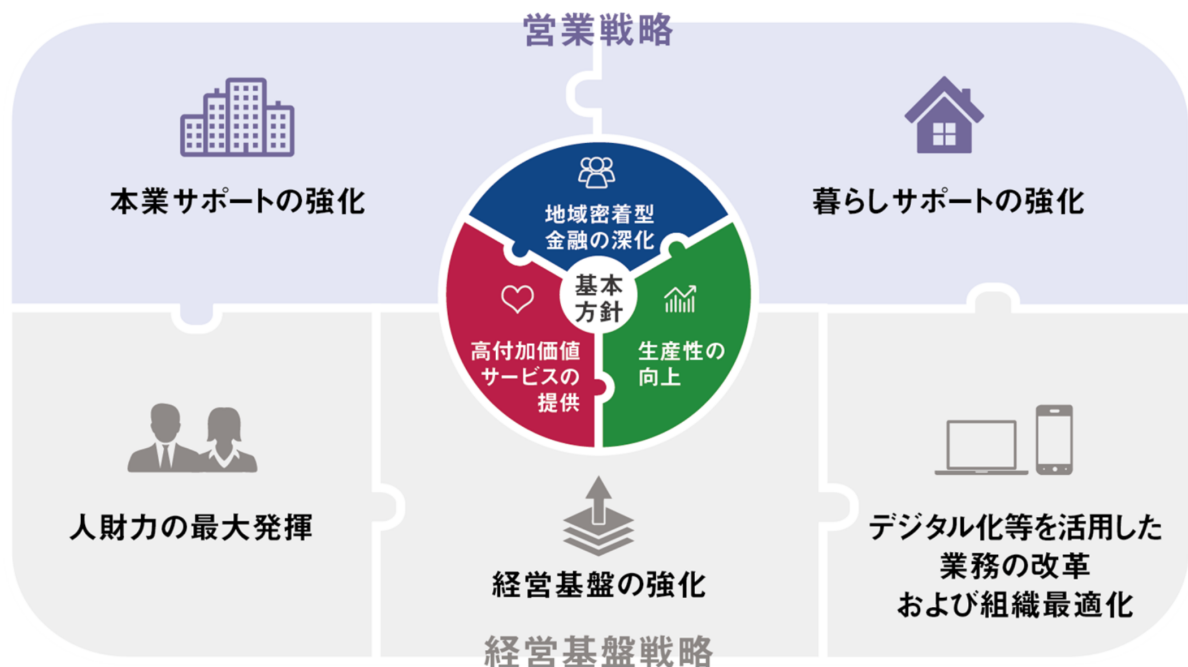 営業戦略
本業サポートの強化
暮らしサポートの強化
地域密着型
金融の深化
基本
方針
高付加価値
サービスの
提供
生産性の
向上
人財力の最大発揮
経営基盤の強化
デジタル化等を活用した
業務の改革
および組織最適化
経営基盤戦略